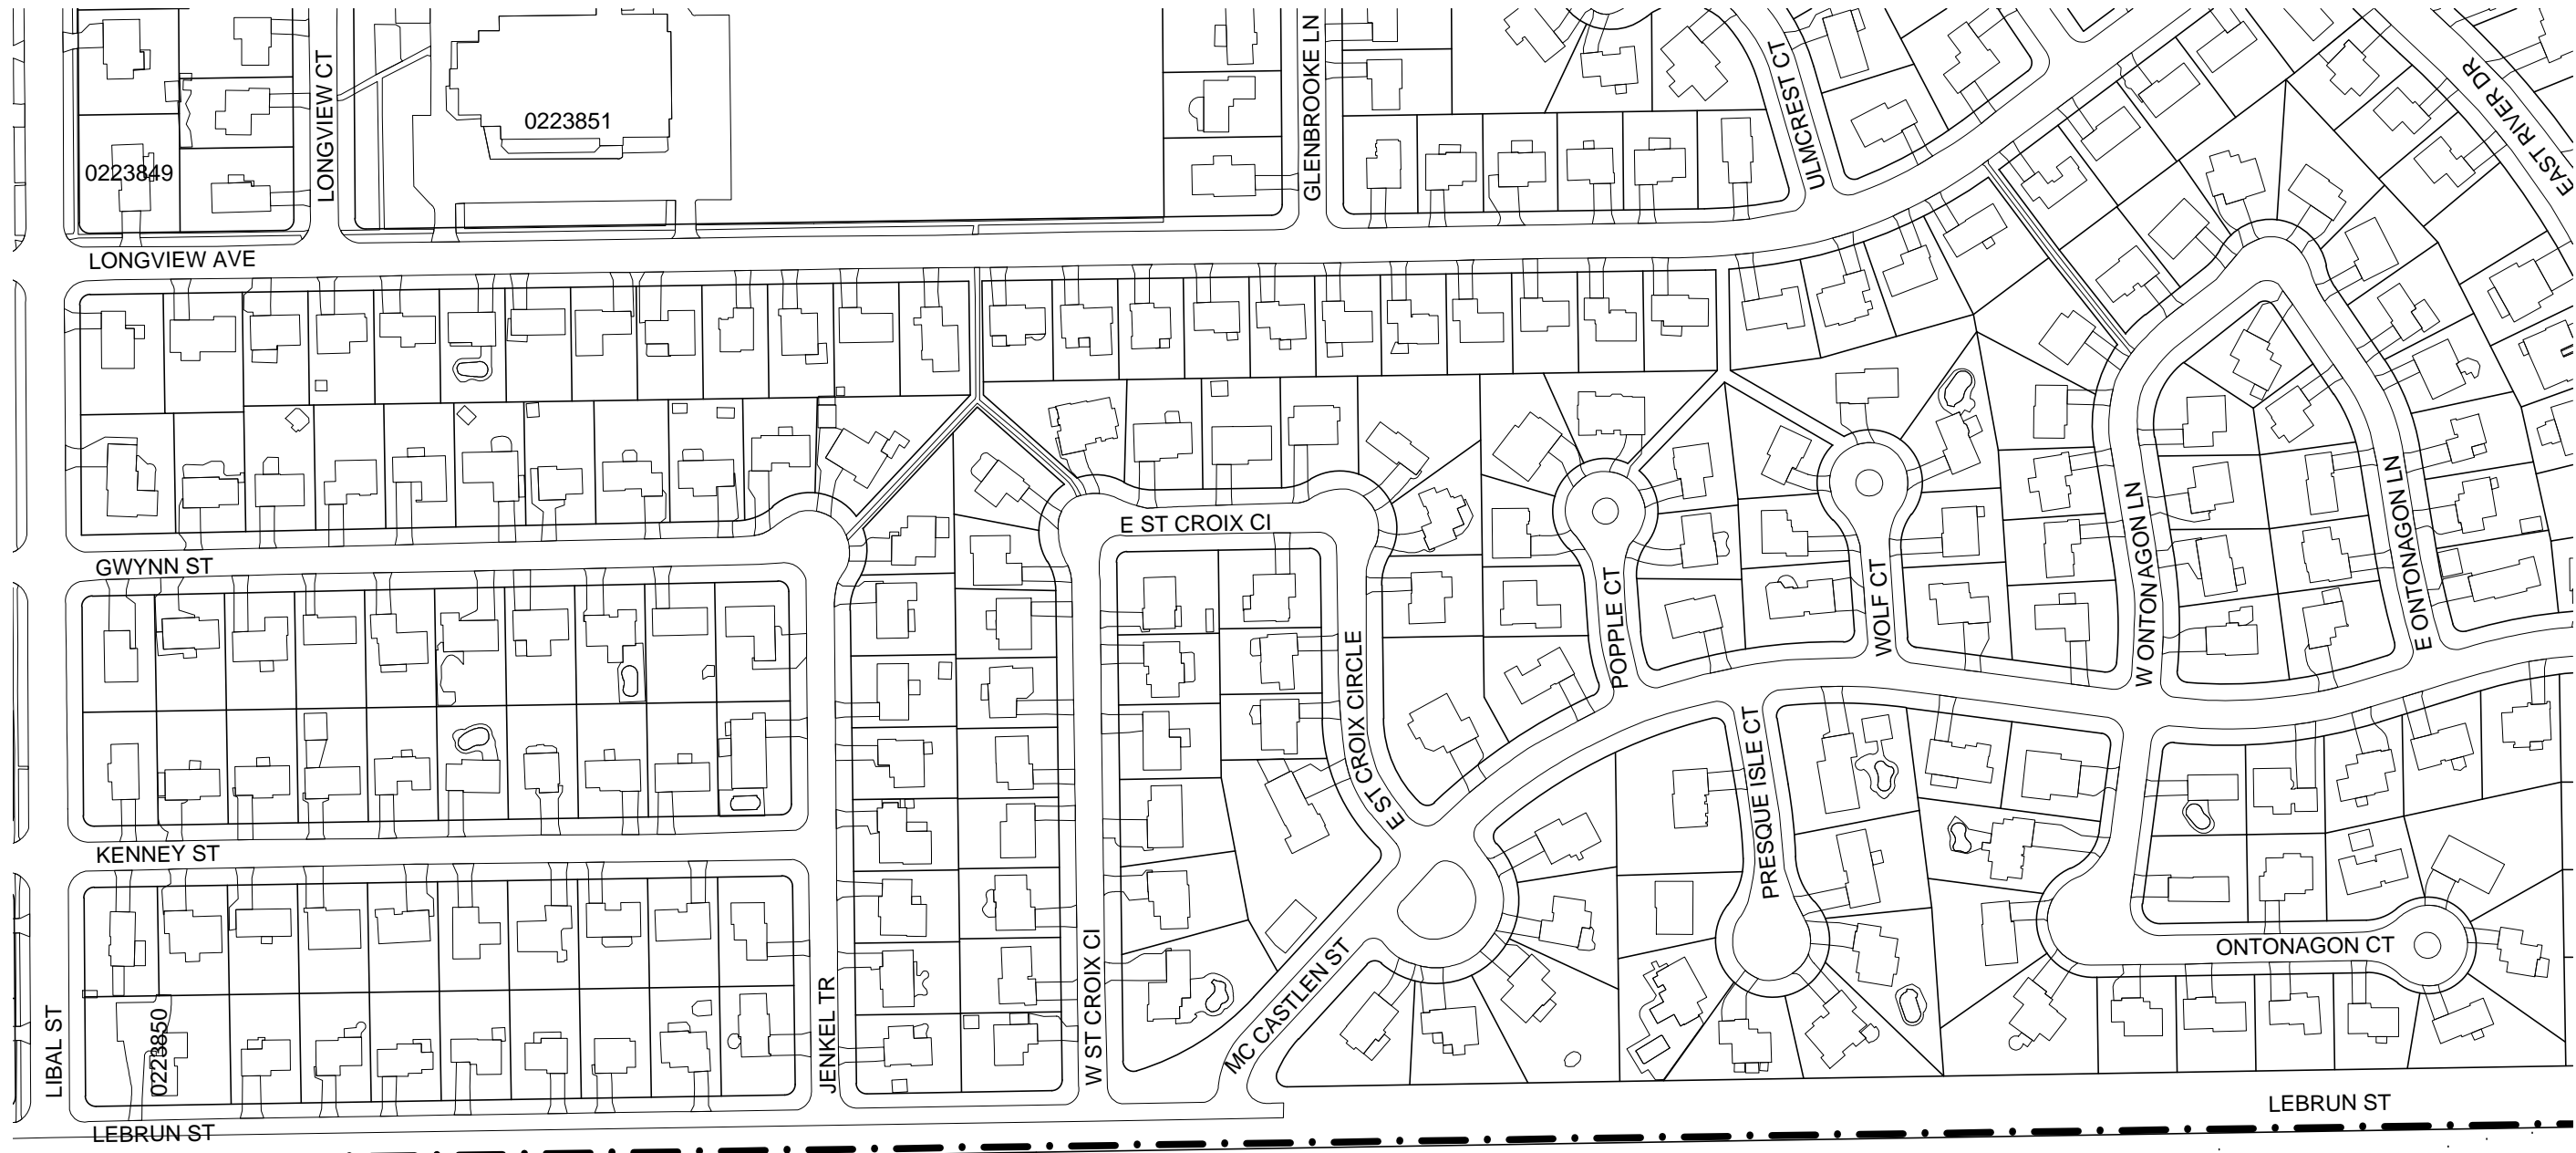 LONGVIEW CT
GLENBROOKE LN
ULMCREST CT
EAST RIVER DR
0223851
0223849
LONGVIEW AVE
E ST CROIX CI
GWYNN ST
POPPLE CT
WOLF CT
W ONTONAGON LN
E ONTONAGON LN
E ST CROIX CIRCLE
PRESQUE ISLE CT
KENNEY ST
ONTONAGON CT
LIBAL ST
0223850
JENKEL TR
W ST CROIX CI
MC CASTLEN ST
LEBRUN ST
LEBRUN ST